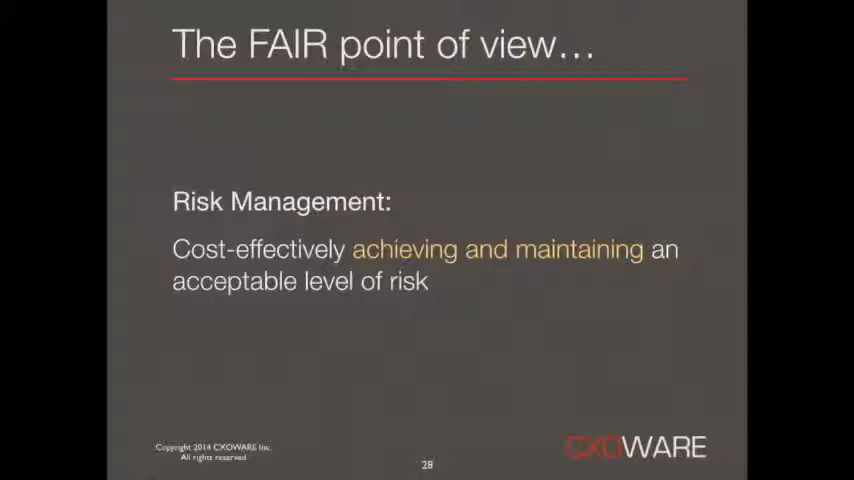 The FAIR point of view…
Risk Management:
Cost-effectively achieving and maintaining an
acceptable level of risk
Copyright 2014 CXOWARE Inc.
All rights reserved
CXOWARE
28